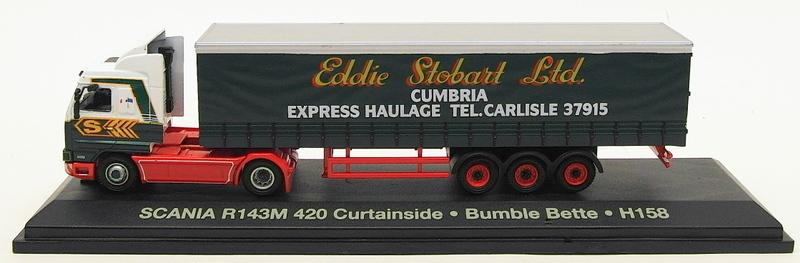 Eddie Stobart Ltd.
CUMBRIA
EXPRESS HAULAGE TEL.CARLISLE 37915
S
SCANIA R143M 420 Curtainside • Bumble Bette • H158